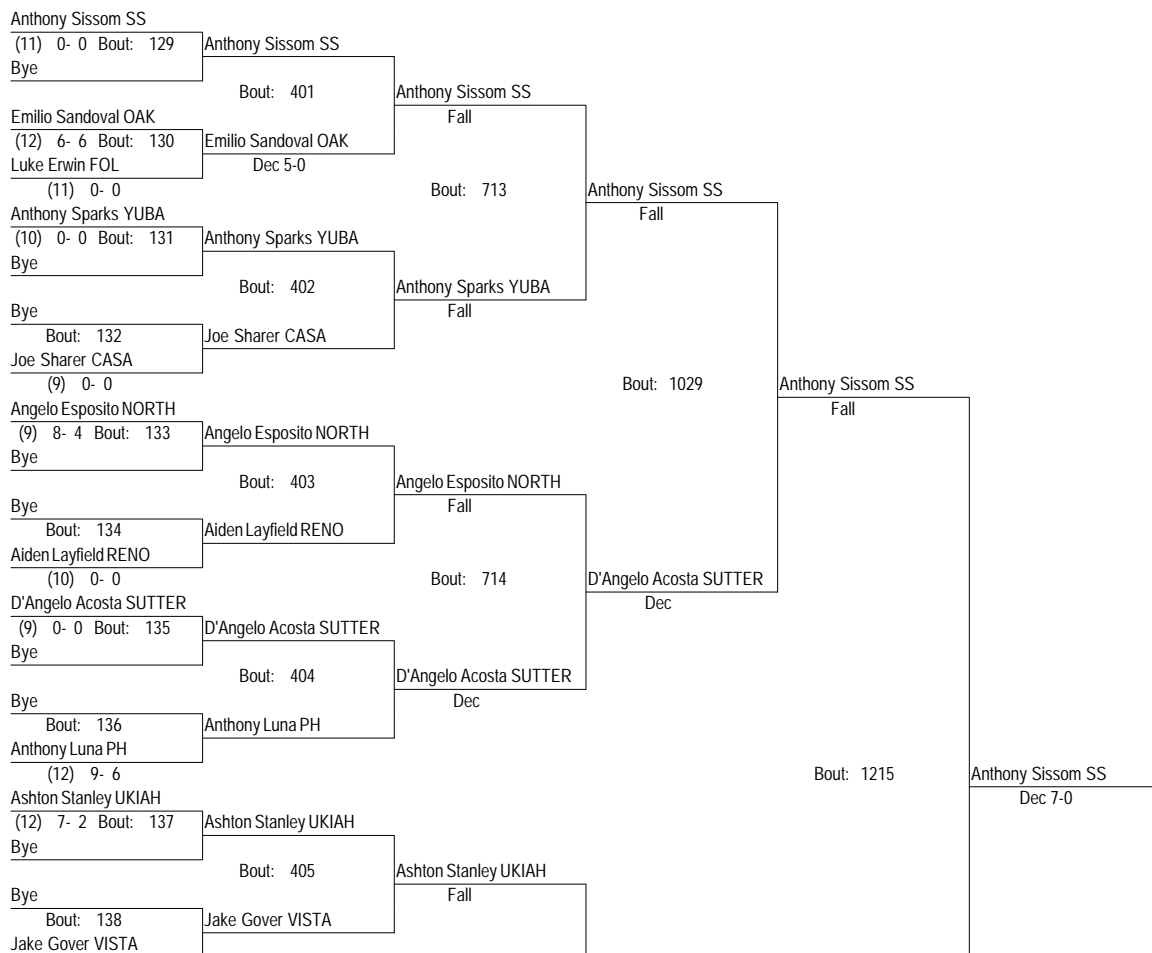 Anthony Sissom SS
(11) 0- 0 Bout: 129
Anthony Sissom SS
Bye
Bout: 401
Anthony Sissom SS
Fall
Emilio Sandoval OAK
(12) 6- 6 Bout: 130
Emilio Sandoval OAK
Luke Erwin FOL
Dec 5-0
(11) 0- 0
Bout: 713
Anthony Sissom SS
Fall
Anthony Sparks YUBA
(10) 0- 0 Bout: 131
Anthony Sparks YUBA
Bye
Bout: 402
Anthony Sparks YUBA
Fall
Bye
Bout: 132
Joe Sharer CASA
Joe Sharer CASA
(9) 0- 0
Bout: 1029
Anthony Sissom SS
Fall
Angelo Esposito NORTH
(9) 8- 4 Bout: 133
Angelo Esposito NORTH
Bye
Bout: 403
Angelo Esposito NORTH
Fall
Bye
Bout: 134
Aiden Layfield RENO
Aiden Layfield RENO
(10) 0- 0
Bout: 714
D'Angelo Acosta SUTTER
Dec
D'Angelo Acosta SUTTER
(9) 0- 0 Bout: 135
D'Angelo Acosta SUTTER
Bye
Bout: 404
D'Angelo Acosta SUTTER
Dec
Bye
Bout: 136
Anthony Luna PH
Anthony Luna PH
(12) 9- 6
Bout: 1215
Anthony Sissom SS
Dec 7-0
Ashton Stanley UKIAH
(12) 7- 2 Bout: 137
Ashton Stanley UKIAH
Bye
Bout: 405
Ashton Stanley UKIAH
Fall
Bye
Bout: 138
Jake Gover VISTA
Jake Gover VISTA